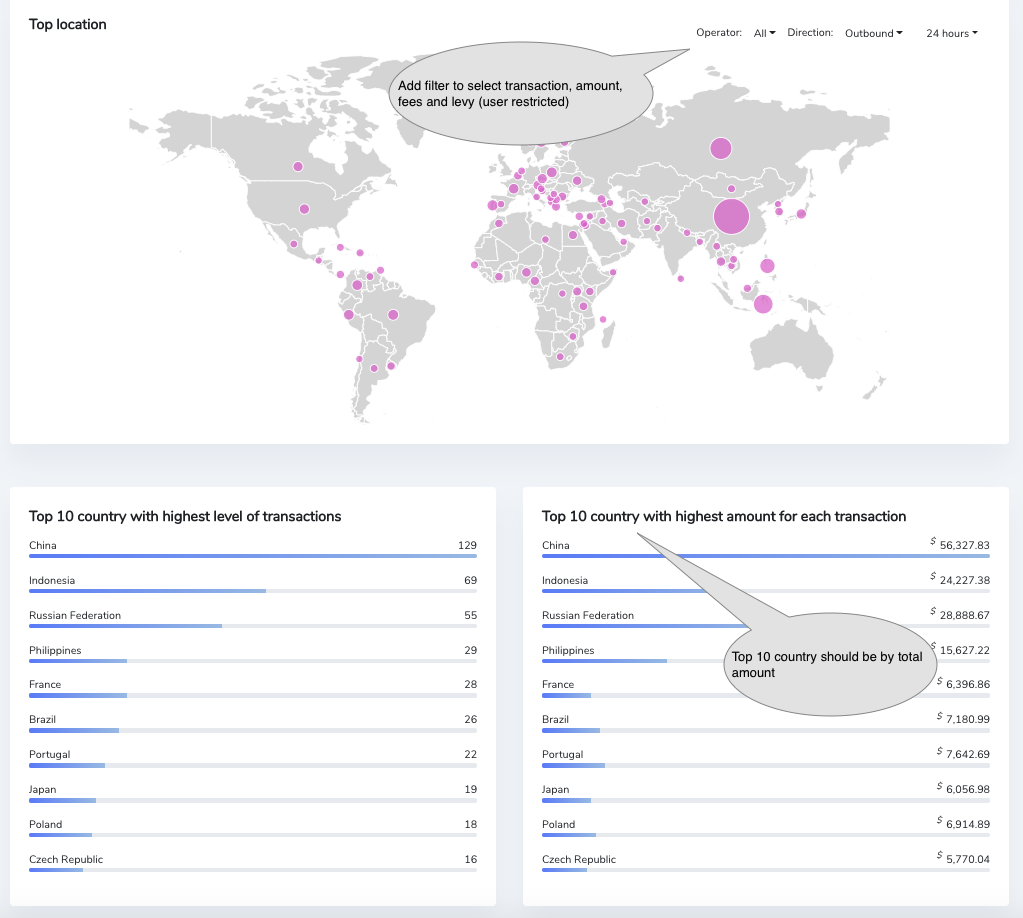 Top location
Operator: All Direction: Outbound 24 hours
Add filter to select transaction, amount,
fees and levy (user restricted)
Top 10 country with highest level of transactions
China 129
Indonesia 69
Russian Federation 55
Philippines 29
France 28
Brazil 26
Portugal 22
Japan 19
Poland 18
Czech Republic 16
Top 10 country with highest amount for each transaction
China $ 56,327.83
Indonesia $ 24,227.38
Russian Federation $ 28,888.67
Philippines $ 15,627.22
France $ 6,396.86
Brazil $ 7,180.99
Portugal $ 7,642.69
Japan $ 6,056.98
Poland $ 6,914.89
Czech Republic $ 5,770.04
Top 10 country should be by total
amount